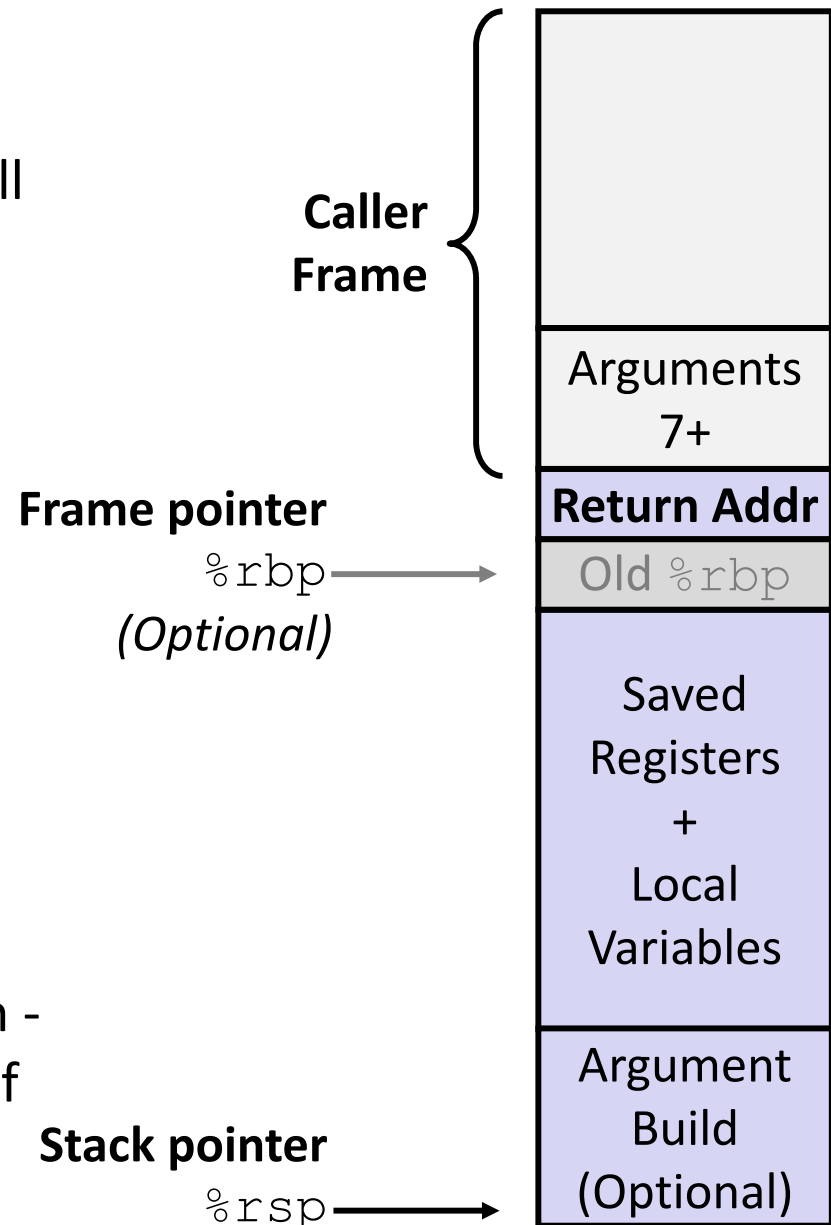 ll
Caller
Frame
Arguments
7+
Frame pointer
%rbp
(Optional)
Return Addr
Old %rbp
Saved
Registers
+
Local
Variables
-
f
Stack pointer
%rsp
Argument
Build
(Optional)